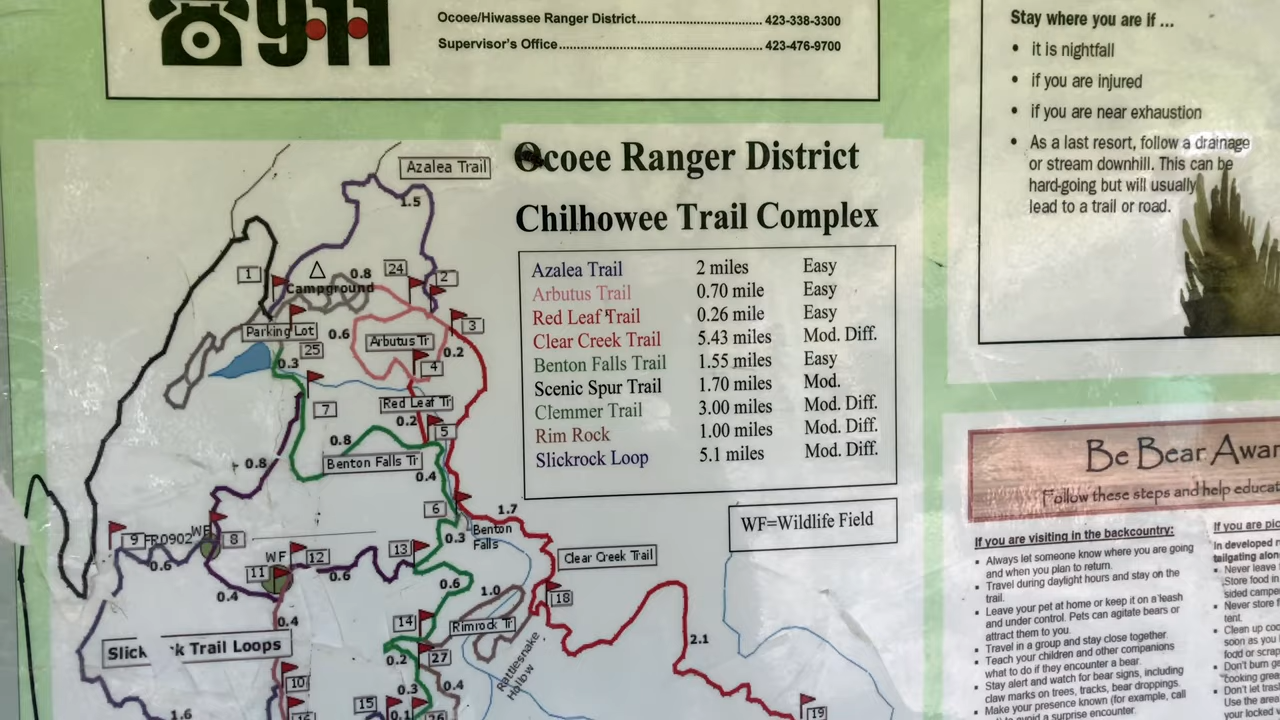 911
Ocoee/Hiwassee Ranger District 423-338-3300
Supervisor's Office 423-476-9700
Stay where you are if ...
• it is nightfall
• if you are injured
• if you are near exhaustion
• As a last resort, follow a drainage
or stream downhill. This can be
hard-going but will usually
lead to a trail or road.
Ocoee Ranger District
Chilhowee Trail Complex
Azalea Trail 2 miles Easy
Arbutus Trail 0.70 mile Easy
Red Leaf Trail 0.26 mile Easy
Clear Creek Trail 5.43 miles Mod. Diff.
Benton Falls Trail 1.55 miles Easy
Scenic Spur Trail 1.70 miles Mod.
Clemmer Trail 3.00 miles Mod. Diff.
Rim Rock 1.00 miles Mod. Diff.
Slickrock Loop 5.1 miles Mod. Diff.
WF=Wildlife Field
Azalea Trail
1.5
1
0.8
24
2
Campground
3
Parking Lot
0.6
Arbutus Tr
0.2
25
0.3
4
7
Red Leaf Tr
0.2
5
0.8
Benton Falls Tr
0.8
0.4
6
1.7
Benton
Falls
0.3
9
FR0902
WF
8
WF
12
13
Clear Creek Trail
0.6
11
0.6
0.6
0.4
1.0
18
0.4
14
Rimrock Tr
2.1
Trail Loops
0.2
27
Rattlesnake
Hollow
10
0.3
0.4
15
1.6
0.1
19
Be Bear
Follow these steps and help
If you are visiting in the backcountry:
• Always let someone know where you are going
and when you plan to return.
• Travel during daylight hours and stay on the
trail.
• Leave your pet at home or keep it on a leash
and under control. Pets can agitate bears or
attract them to you.
• Travel in a group and stay close together.
• Teach your children and other companions
what to do if they encounter a bear.
• Stay alert and watch for bear signs, including
claw marks on trees, tracks, bear droppings.
• Make your presence known (for example, call
to avoid a surprise encounter.
If you are
In developed
tailgating
• Never leave
Store food in
sided
• Never store
tent.
• Clean up
soon as you
food or
• Don't burn
cooking
• Don't let
Use the area
your locked